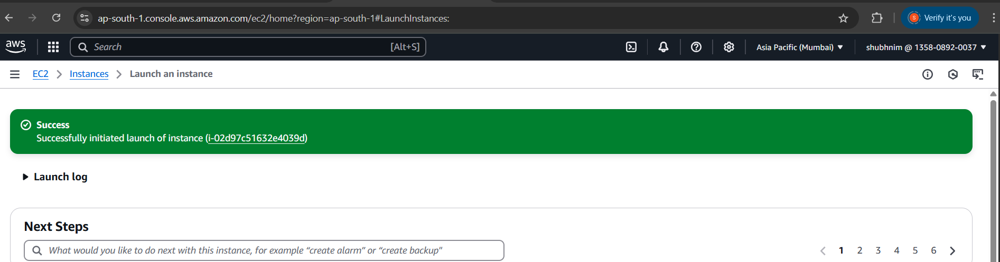 ap-south-1.console.aws.amazon.com/ec2/home?region=ap-south-1#LaunchInstances:
S
Verify it's you
aws
Search
[Alt+S]
Asia Pacific (Mumbai)
shubhnim @ 1358-0892-0037
EC2
Instances
Launch an instance
Success
Successfully initiated launch of instance (i-02d97c51632e4039d)
Launch log
Next Steps
What would you like to do next with this instance, for example “create alarm” or “create backup"
1 2 3 4 5 6